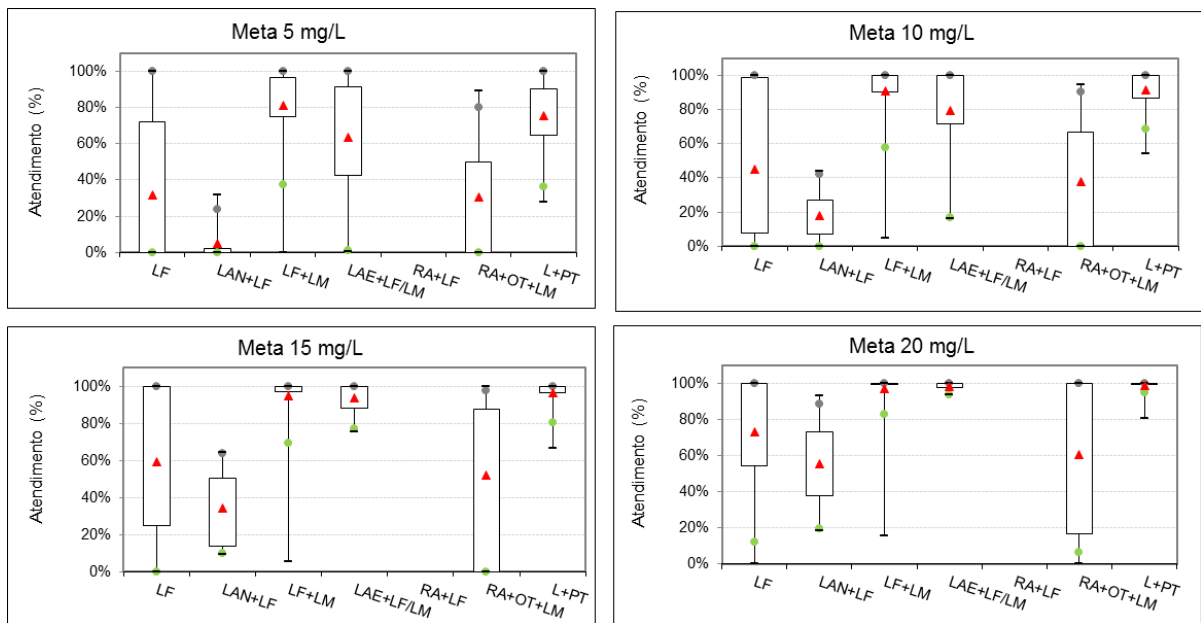 Meta 5 mg/L
Atendimento (%)
100%
80%
60%
40%
20%
0%
LF
LAN+LF
LF+LM
LAE+LF/LM
RA+LF
RA+OT+LM
L+PT
Meta 10 mg/L
Atendimento (%)
100%
80%
60%
40%
20%
0%
LF
LAN+LF
LF+LM
LAE+LF/LM
RA+LF
RA+OT+LM
L+PT
Meta 15 mg/L
Atendimento (%)
100%
80%
60%
40%
20%
0%
LF
LAN+LF
LF+LM
LAE+LF/LM
RA+LF
RA+OT+LM
L+PT
Meta 20 mg/L
Atendimento (%)
100%
80%
60%
40%
20%
0%
LF
LAN+LF
LF+LM
LAE+LF/LM
RA+LF
RA+OT+LM
L+PT